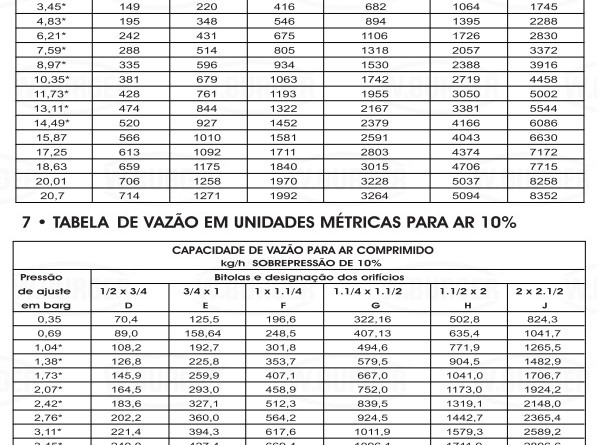 3,45* 149 220 416 682 1064 1745
4,83* 195 348 546 894 1395 2288
6,21* 242 431 675 1106 1726 2830
7,59* 288 514 805 1318 2057 3372
8,97* 335 596 934 1530 2388 3916
10,35* 381 679 1063 1742 2719 4458
11,73* 428 761 1193 1955 3050 5002
13,11* 474 844 1322 2167 3381 5544
14,49* 520 927 1452 2379 4166 6086
15,87 566 1010 1581 2591 4043 6630
17,25 613 1092 1711 2803 4374 7172
18,63 659 1175 1840 3015 4706 7715
20,01 706 1258 1970 3228 5037 8258
20,7 714 1271 1992 3264 5094 8352
7 • TABELA DE VAZÃO EM UNIDADES MÉTRICAS PARA AR 10%
CAPACIDADE DE VAZÃO PARA AR COMPRIMIDO
kg/h SOBREPRESSÃO DE 10%
Pressão Bitolas e designação dos orifícios
de ajuste 1/2 x 3/4 3/4 x 1 1 x 1.1/4 1.1/4 x 1.1/2 1.1/2 x 2 2 x 2.1/2
em barg D E F G H J
0,35 70,4 125,5 196,6 322,16 502,8 824,3
0,69 89,0 158,64 248,5 407,13 635,4 1041,7
1,04* 108,2 192,7 301,8 494,6 771,9 1265,5
1,38* 126,8 225,8 353,7 579,5 904,5 1482,9
1,73* 145,9 259,9 407,1 667,0 1041,0 1706,7
2,07* 164,5 293,0 458,9 752,0 1173,0 1924,2
2,42* 183,6 327,1 512,3 839,5 1319,1 2148,0
2,76* 202,2 360,0 564,2 924,5 1442,7 2365,4
3,11* 221,4 394,3 617,6 1011,9 1579,3 2589,2